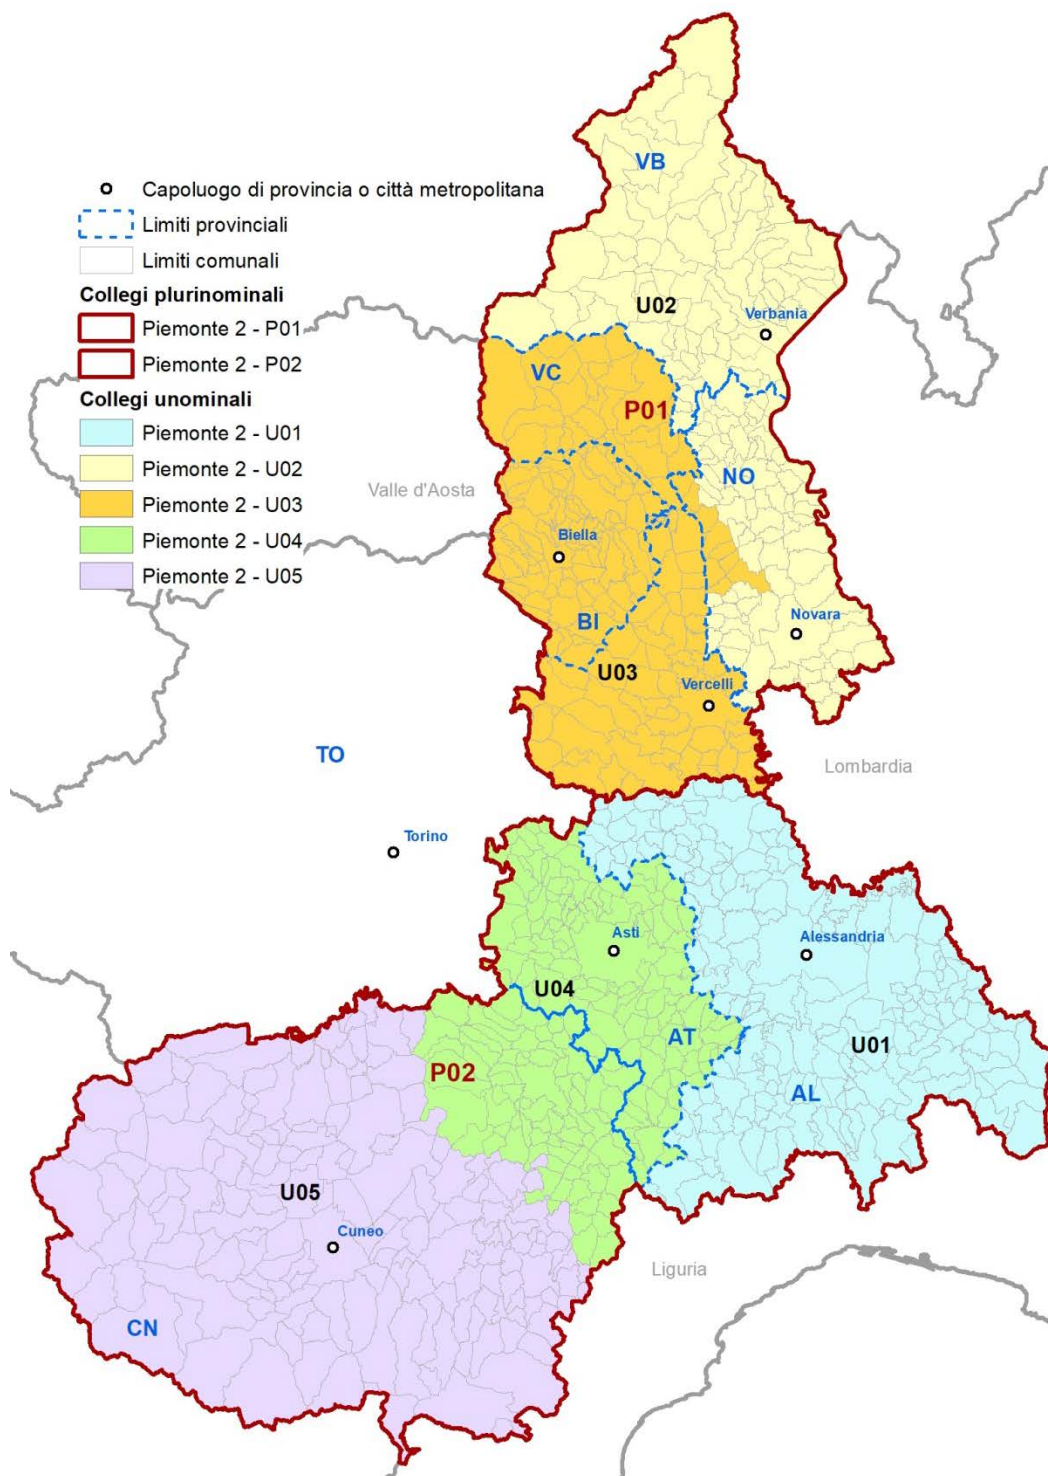 Capoluogo di provincia o città metropolitana
Limiti provinciali
Limiti comunali
Collegi plurinominali
Piemonte 2 - P01
Piemonte 2 - P02
Collegi unominali
Piemonte 2 - U01
Piemonte 2 - U02
Piemonte 2 - U03
Piemonte 2 - U04
Piemonte 2 - U05
VB
U02
Verbania
VC
P01
NO
Valle d'Aosta
Biella
BI
Novara
U03
Vercelli
TO
Lombardia
Torino
Asti
Alessandria
U04
AT
U01
P02
AL
U05
Cuneo
Liguria
CN